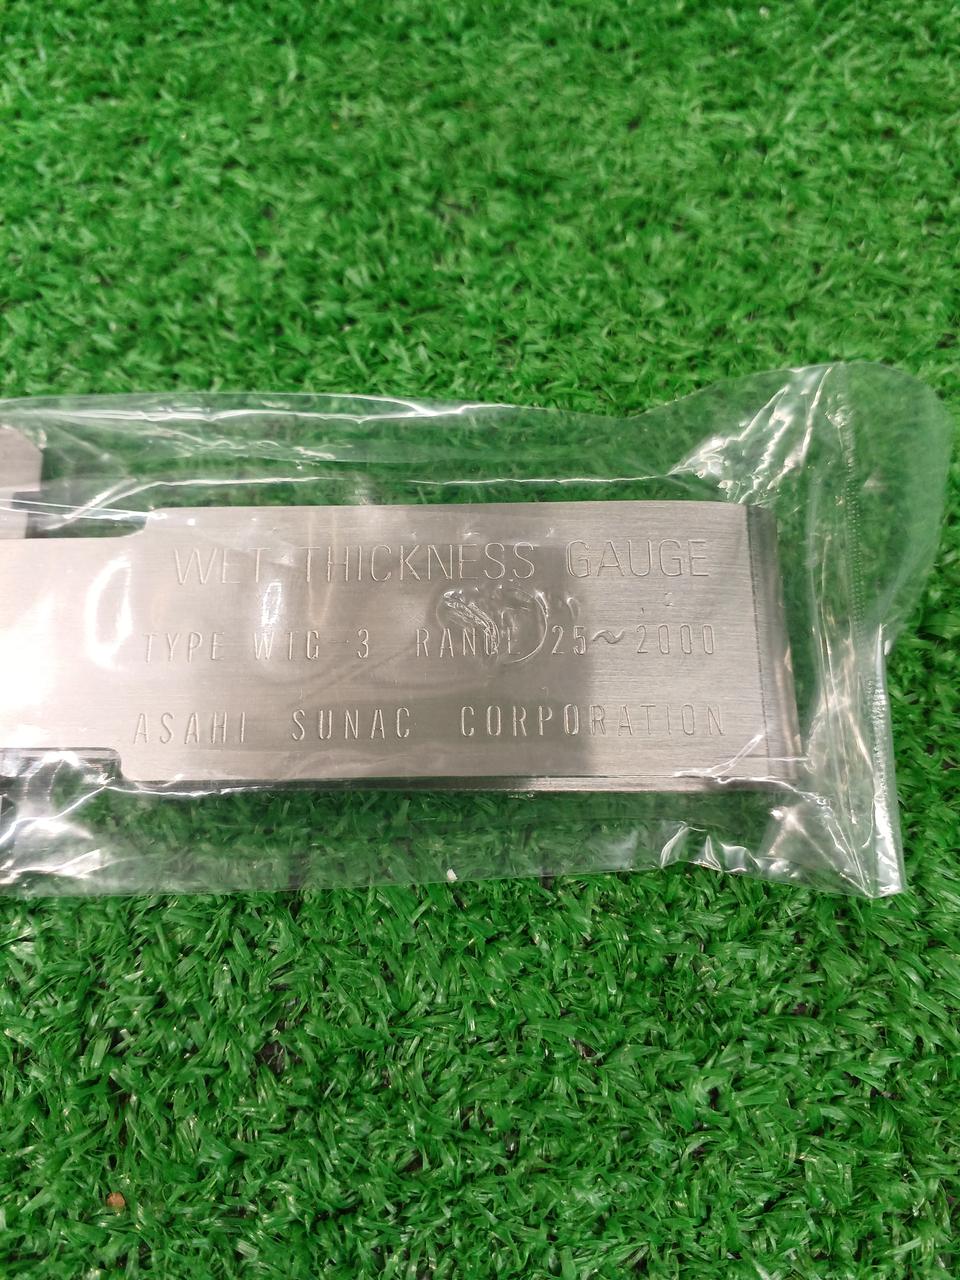 WET THICKNESS GAUGE
TYPE WTG-3 RANGE 25~2000
ASAHI SUNAC CORPORATION